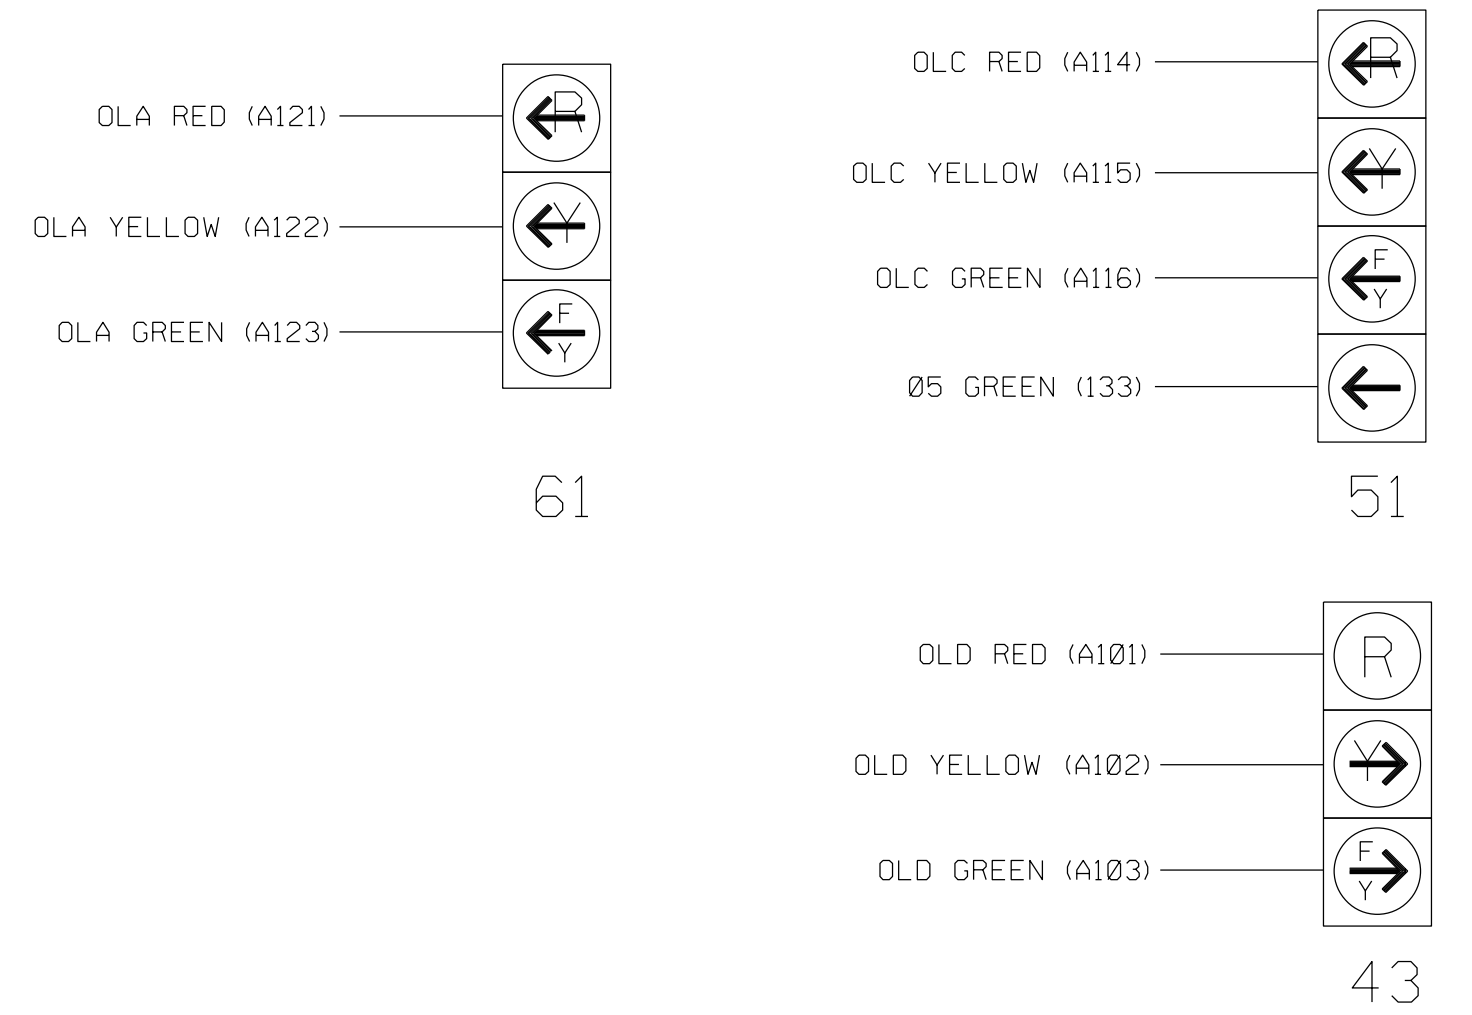 OLA RED (A121)
R
OLA YELLOW (A122)
Y
OLA GREEN (A123)
F
Y
61
OLC RED (A114)
R
OLC YELLOW (A115)
Y
OLC GREEN (A116)
F
Y
Ø5 GREEN (133)
51
OLD RED (A1Ø1)
R
OLD YELLOW (A1Ø2)
Y
OLD GREEN (A1Ø3)
F
Y
43